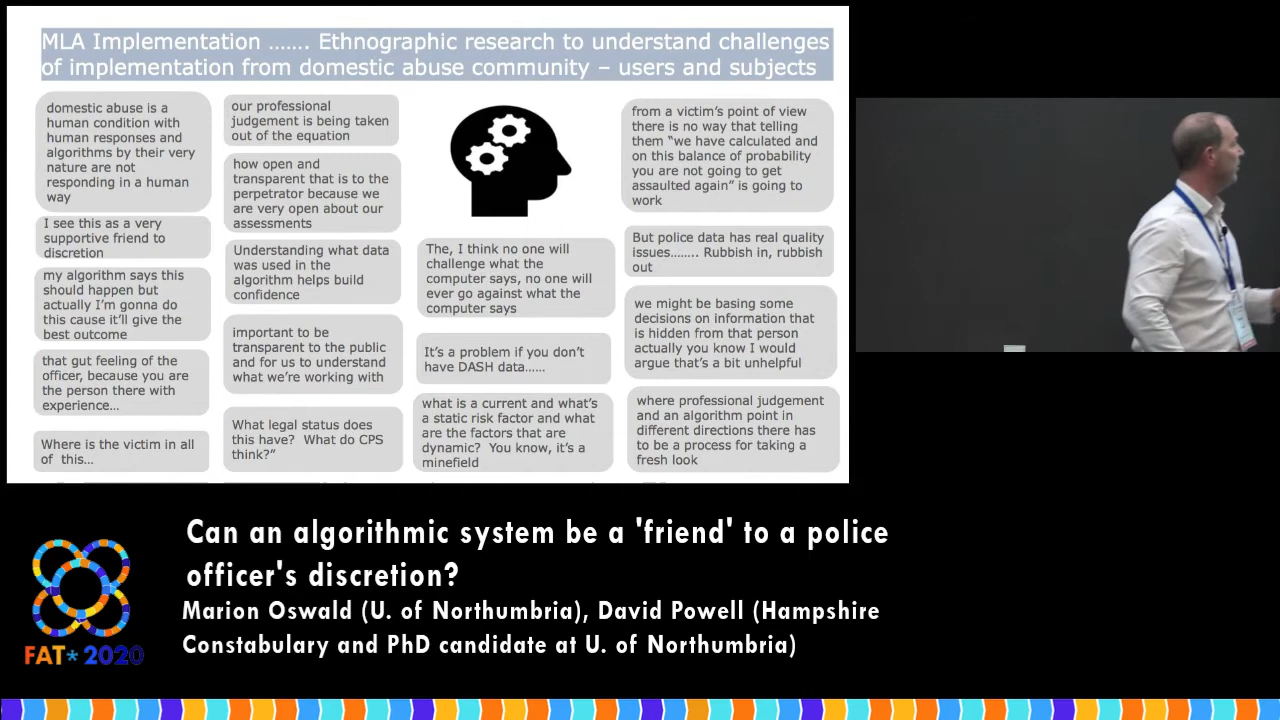 MLA Implementation ……. Ethnographic research to understand challenges
of implementation from domestic abuse community – users and subjects
domestic abuse is a
human condition with
human responses and
algorithms by their very
nature are not
responding in a human
way
I see this as a very
supportive friend to
discretion
my algorithm says this
should happen but
actually I’m gonna do
this cause it’ll give the
best outcome
that gut feeling of the
officer, because you are
the person there with
experience…
Where is the victim in all
of this…
our professional
judgement is being taken
out of the equation
how open and
transparent that is to the
perpetrator because we
are very open about our
assessments
Understanding what data
was used in the
algorithm helps build
confidence
important to be
transparent to the public
and for us to understand
what we’re working with
What legal status does
this have? What do CPS
think?”
The, I think no one will
challenge what the
computer says, no one will
ever go against what the
computer says
It’s a problem if you don’t
have DASH data……
what is a current and what’s
a static risk factor and what
are the factors that are
dynamic? You know, it’s a
minefield
from a victim’s point of view
there is no way that telling
them “we have calculated and
on this balance of probability
you are not going to get
assaulted again” is going to
work
But police data has real quality
issues…….. Rubbish in, rubbish
out
we might be basing some
decisions on information that
is hidden from that person
actually you know I would
argue that’s a bit unhelpful
where professional judgement
and an algorithm point in
different directions there has
to be a process for taking a
fresh look
Can an algorithmic system be a 'friend' to a police
officer's discretion?
Marion Oswald (U. of Northumbria), David Powell (Hampshire
Constabulary and PhD candidate at U. of Northumbria)
FAT* 2020